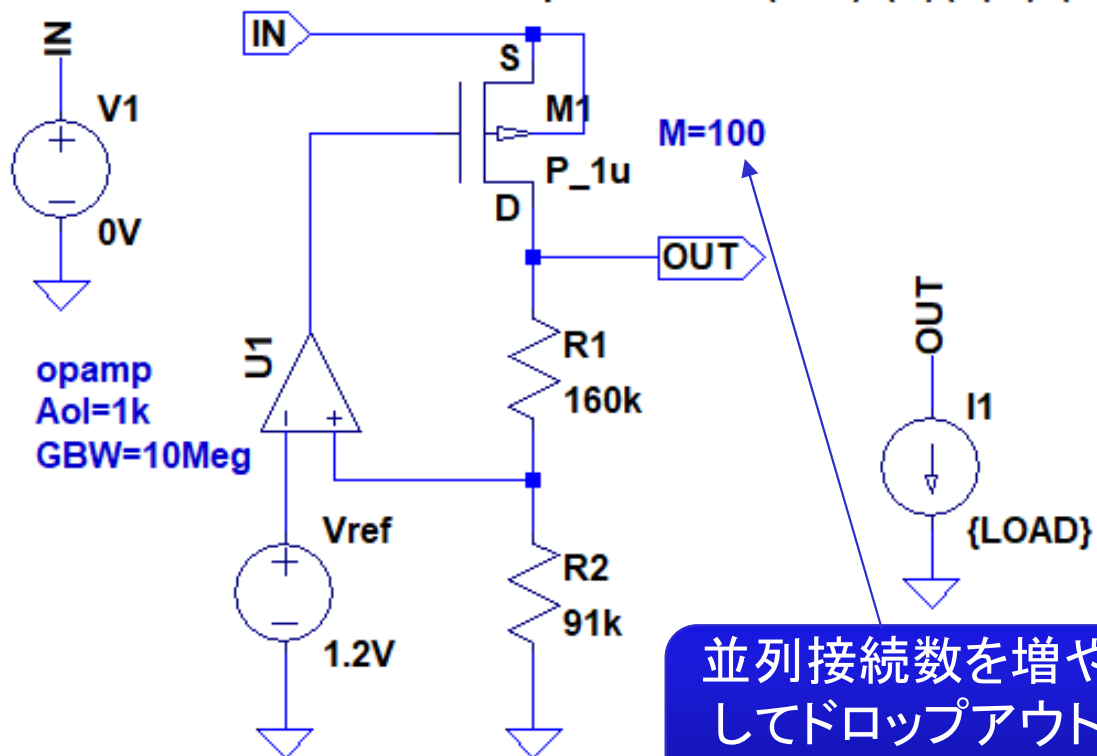 IN
IN
S
V1
M1
M=100
P_1u
0V
D
OUT
OUT
U1
R1
160k
opamp
Aol=1k
GBW=10Meg
I1
Vref
{LOAD}
R2
91k
1.2V
並列接続数を増や
してドロップアウト